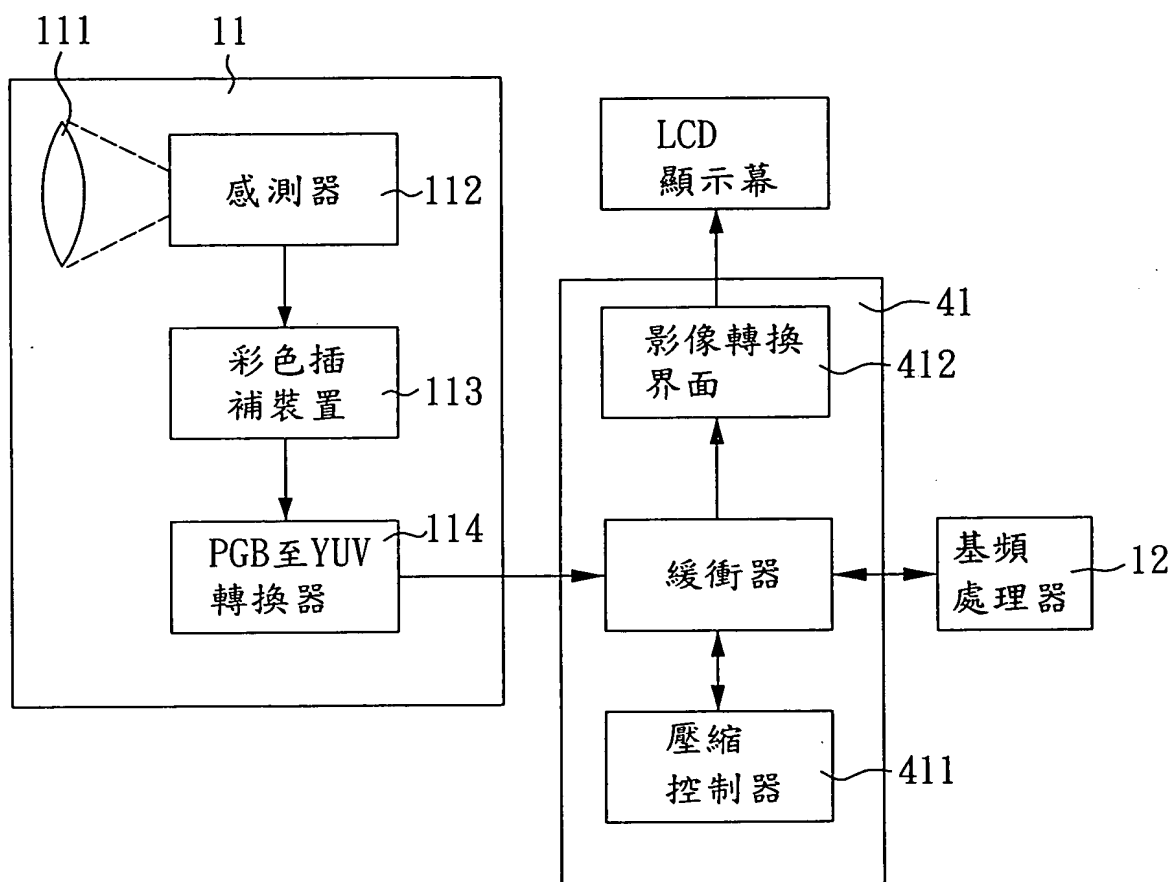 111
11
感測器
112
彩色插
補裝置
113
PGB至YUV
轉換器
114
LCD
顯示幕
41
影像轉換
界面
412
緩衝器
基頻
處理器
12
壓縮
控制器
411